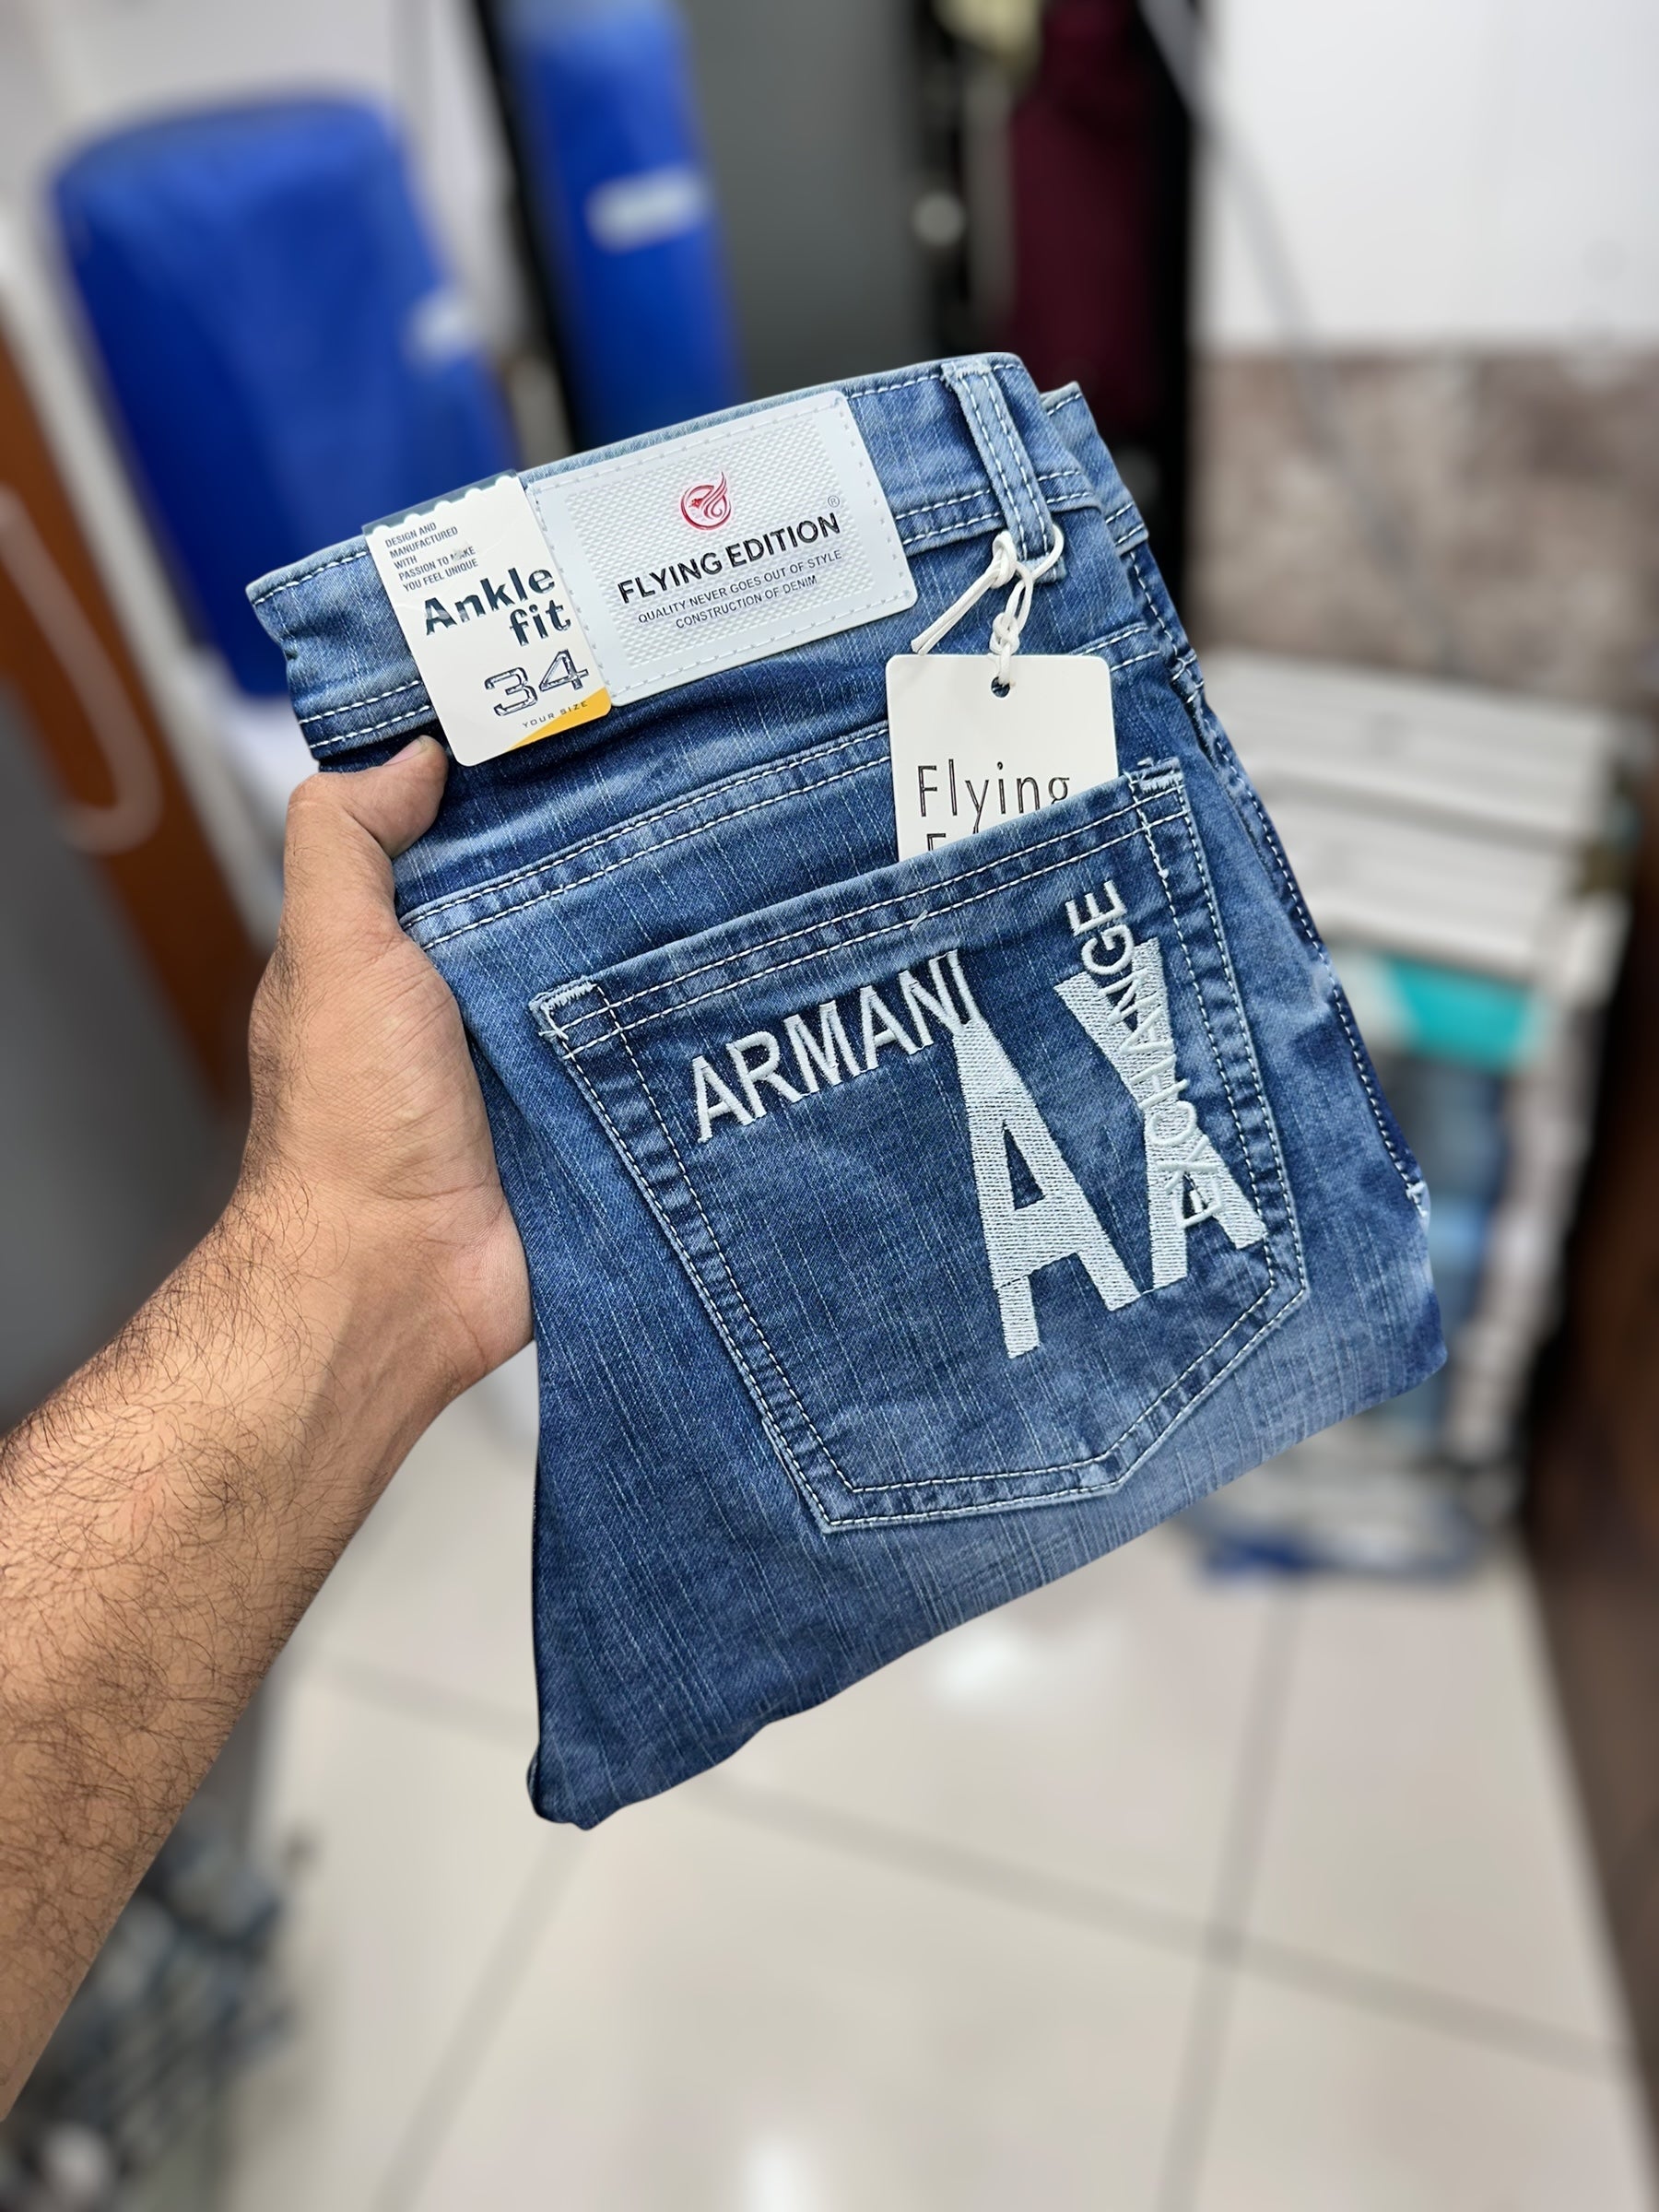 DESIGN AND
MANUFACTURED
WITH
PASSION TO MAKE
YOU FEEL UNIQUE
Ankle
fit
34
YOUR SIZE
FLYING EDITION®
QUALITY NEVER GOES OUT OF STYLE
CONSTRUCTION OF DENIM
Flying
ARMANI
AX
EXCHANGE